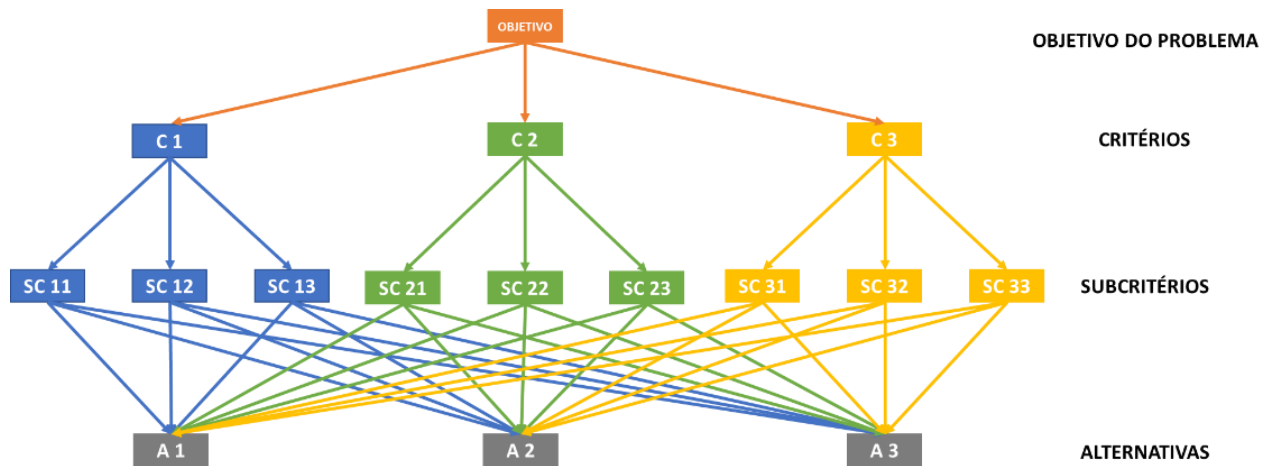 OBJETIVO
OBJETIVO DO PROBLEMA
C 1
C 2
C 3
CRITÉRIOS
SC 11
SC 12
SC 13
SC 21
SC 22
SC 23
SC 31
SC 32
SC 33
SUBCRITÉRIOS
A 1
A 2
A 3
ALTERNATIVAS